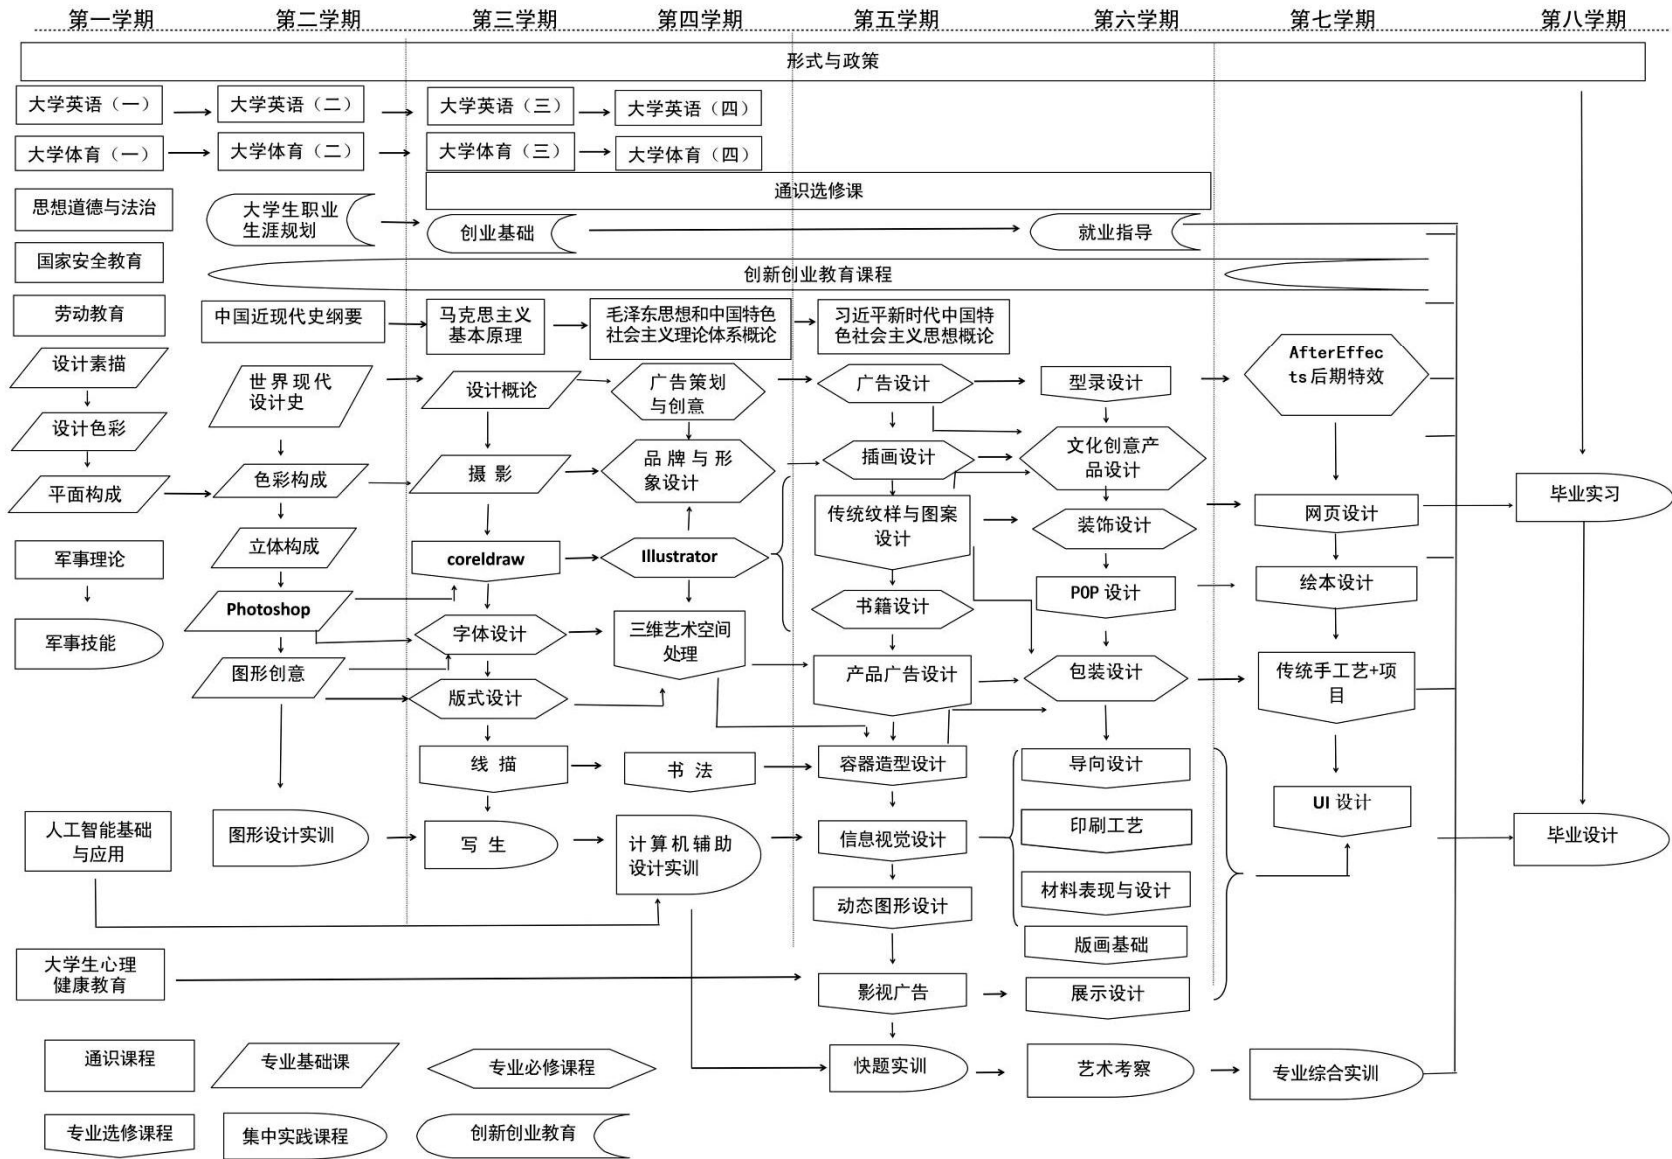 第一学期
第二学期
第三学期
第四学期
第五学期
第六学期
第七学期
第八学期
形式与政策
大学英语（一）
大学英语（二）
大学英语（三）
大学英语（四）
大学体育（一）
大学体育（二）
大学体育（三）
大学体育（四）
通识选修课
思想道德与法治
大学生职业
生涯规划
创业基础
就业指导
国家安全教育
创新创业教育课程
劳动教育
中国近现代史纲要
马克思主义
基本原理
毛泽东思想和中国特色
社会主义理论体系概论
习近平新时代中国特
色社会主义思想概论
设计素描
世界现代
设计史
设计概论
广告策划
与创意
广告设计
型录设计
AfterEffec
ts后期特效
设计色彩
平面构成
色彩构成
摄 影
品牌与形
象设计
插画设计
文化创意产
品设计
毕业实习
传统纹样与图案
设计
装饰设计
网页设计
军事理论
立体构成
coreldraw
Illustrator
POP 设计
绘本设计
Photoshop
书籍设计
军事技能
字体设计
三维艺术空间
处理
图形创意
版式设计
产品广告设计
包装设计
传统手工艺+项
目
线 描
书 法
容器造型设计
导向设计
UI 设计
人工智能基础
与应用
图形设计实训
写 生
计算机辅助
设计实训
信息视觉设计
印刷工艺
毕业设计
材料表现与设计
动态图形设计
版画基础
大学生心理
健康教育
影视广告
展示设计
通识课程
专业基础课
专业必修课程
快题实训
艺术考察
专业综合实训
专业选修课程
集中实践课程
创新创业教育